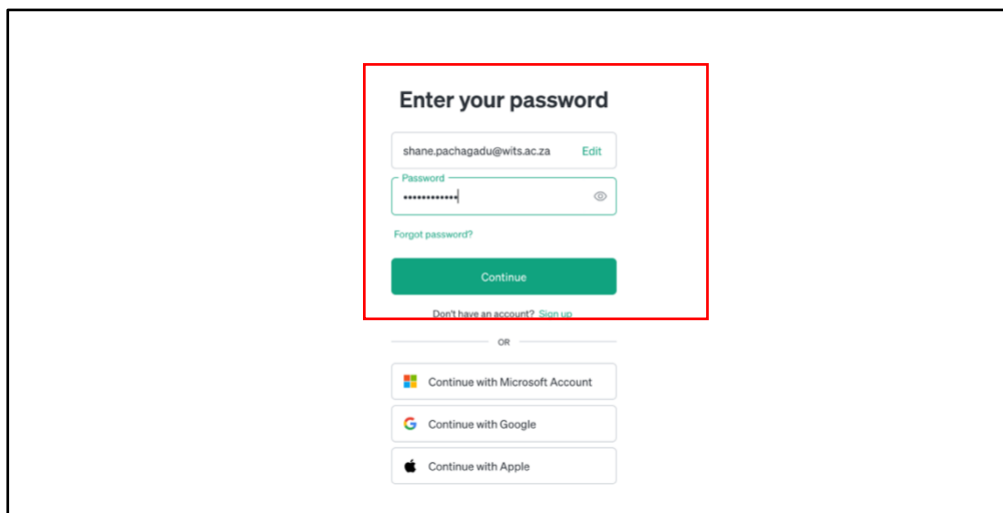 Enter your password
shane.pachagadu@wits.ac.za Edit
Password
••••••••••••
Forgot password?
Continue
Don't have an account? Sign up
OR
Continue with Microsoft Account
Continue with Google
Continue with Apple